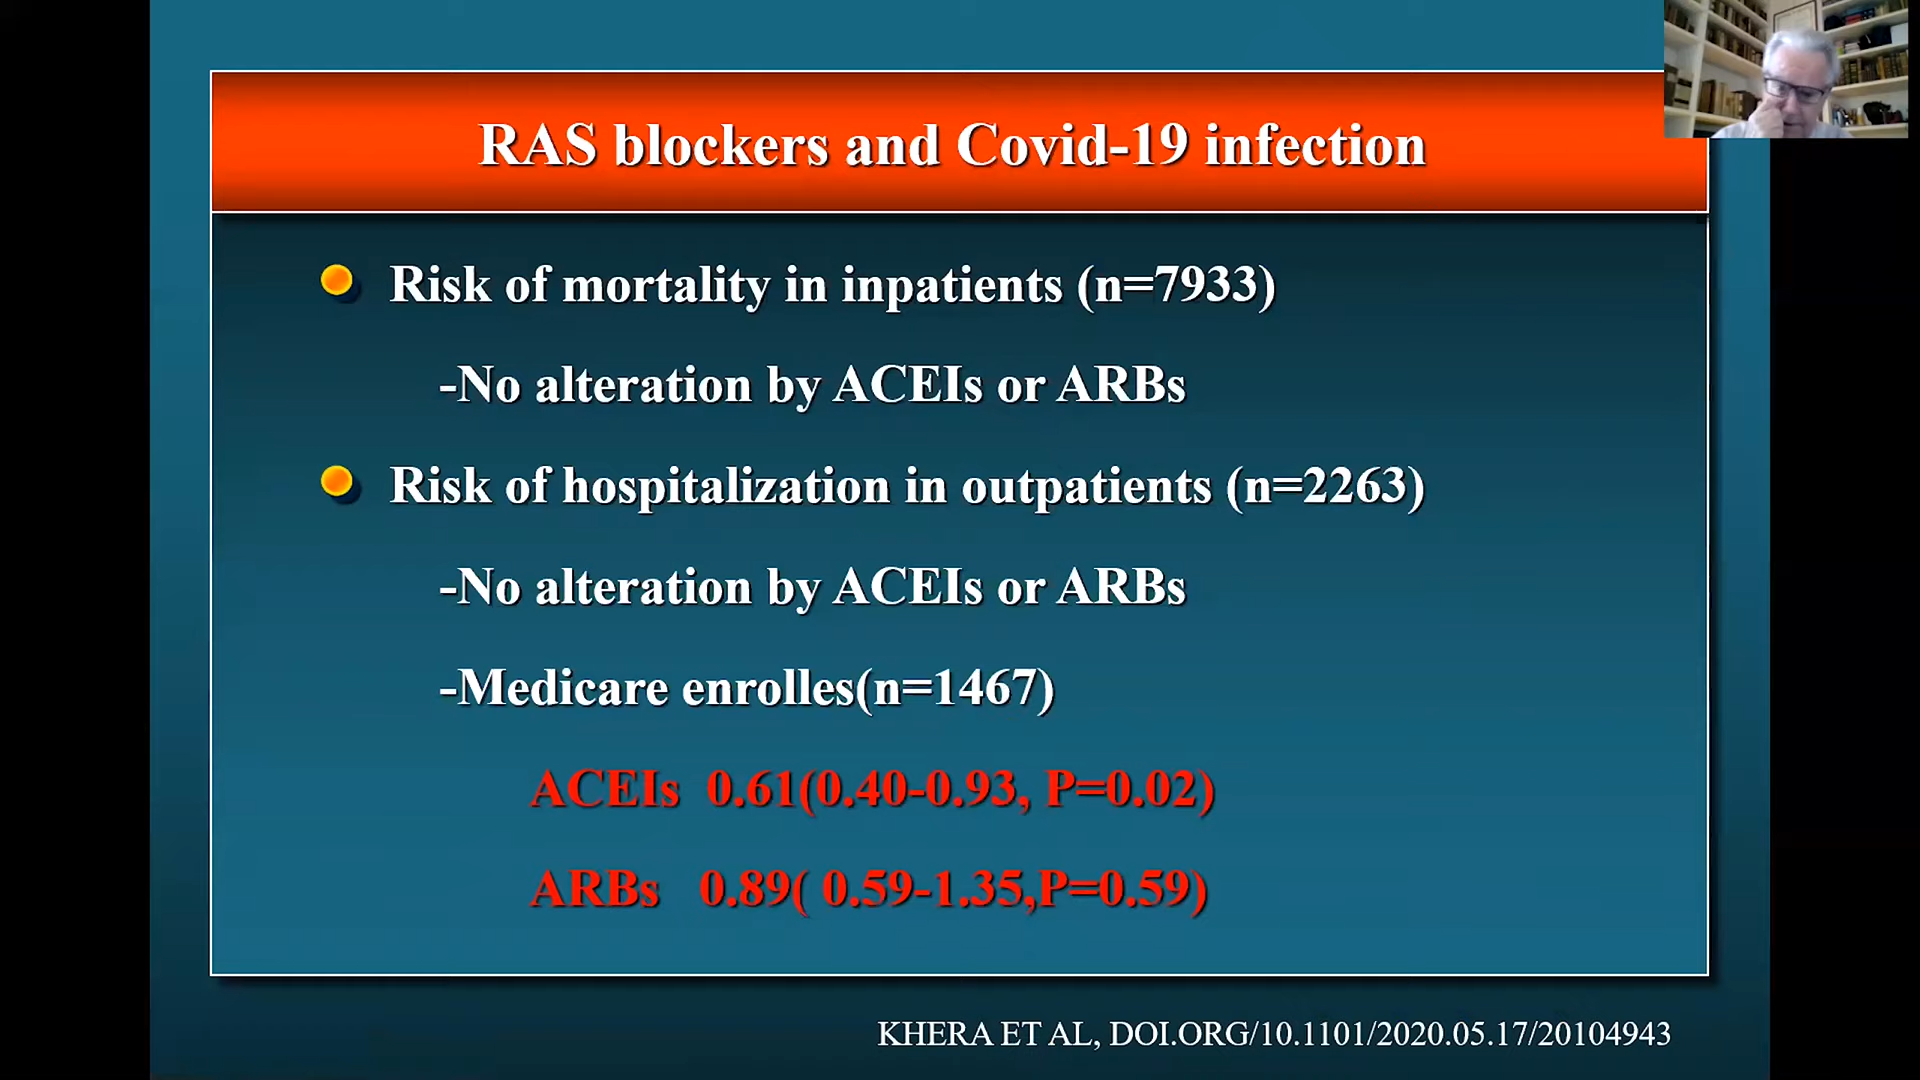 RAS blockers and Covid-19 infection
Risk of mortality in inpatients (n=7933)
-No alteration by ACEIs or ARBs
Risk of hospitalization in outpatients (n=2263)
-No alteration by ACEIs or ARBs
-Medicare enrolles(n=1467)
ACEIs 0.61(0.40-0.93, P=0.02)
ARBs 0.89( 0.59-1.35,P=0.59)
KHERA ET AL, DOI.ORG/10.1101/2020.05.17/20104943